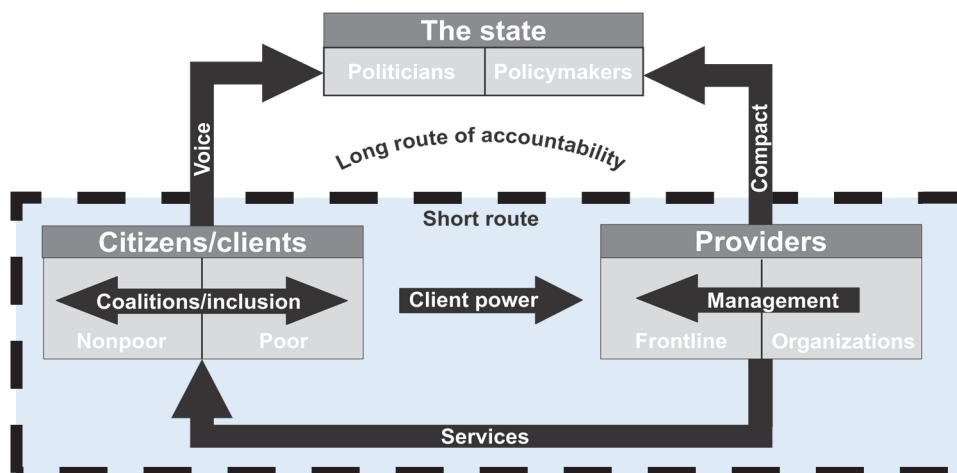 The state
Politicians
Policymakers
Voice
Long route of accountability
Compact
Short route
Citizens/clients
Providers
Coalitions/inclusion
Client power
Management
Nonpoor
Poor
Frontline
Organizations
Services